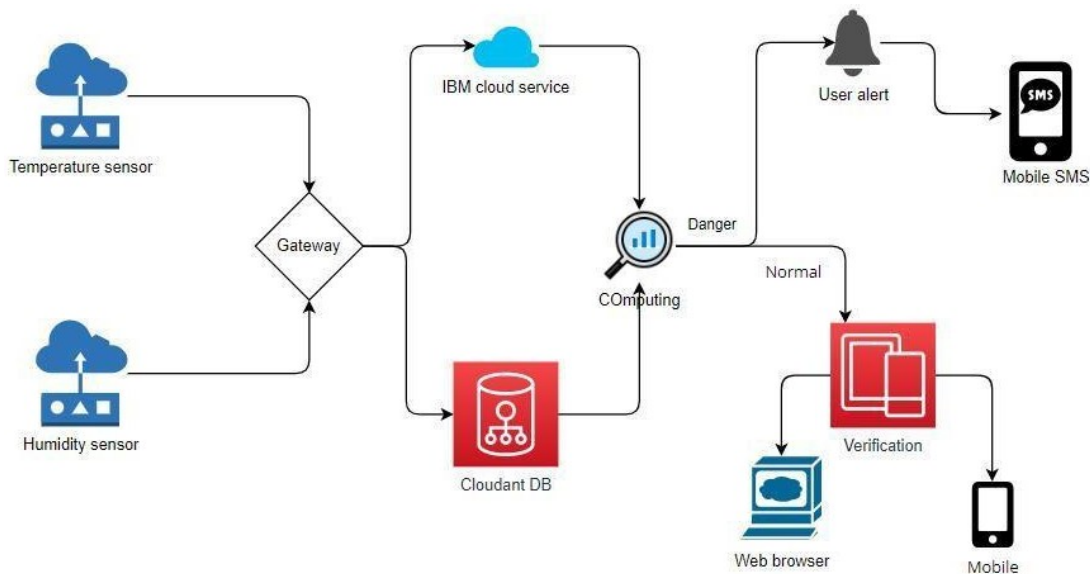 Temperature sensor
Humidity sensor
Gateway
IBM cloud service
Cloudant DB
COmputing
Danger
Normal
User alert
SMS
Mobile SMS
Verification
Web browser
Mobile